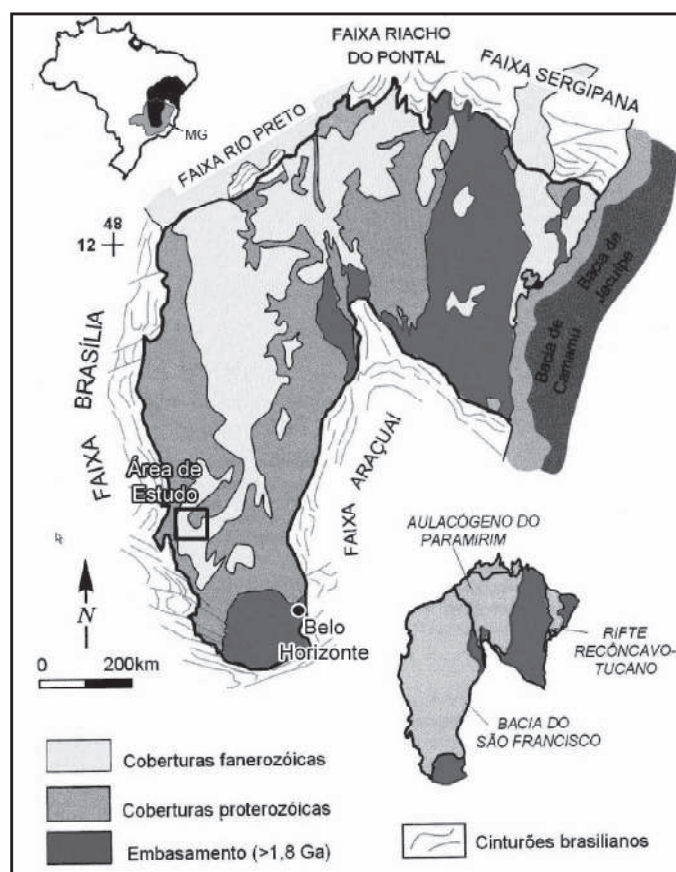 FAIXA RIACHO
DO PONTAL
FAIXA SERGIPANA
MG
FAIXA RIO PRETO
48
12
Bacia de
Jacuípe
Bacia de
Camamu
FAIXA BRASÍLIA
Área de
Estudo
FAIXA ARAÇUAÍ
AULACÓGENO DO
PARAMIRIM
N
Belo
Horizonte
0 200km
RIFTE
RECÔNCAVO-
TUCANO
BACIA DO
SÃO FRANCISCO
Coberturas fanerozóicas
Coberturas proterozóicas
Embasamento (>1,8 Ga)
Cinturões brasilianos